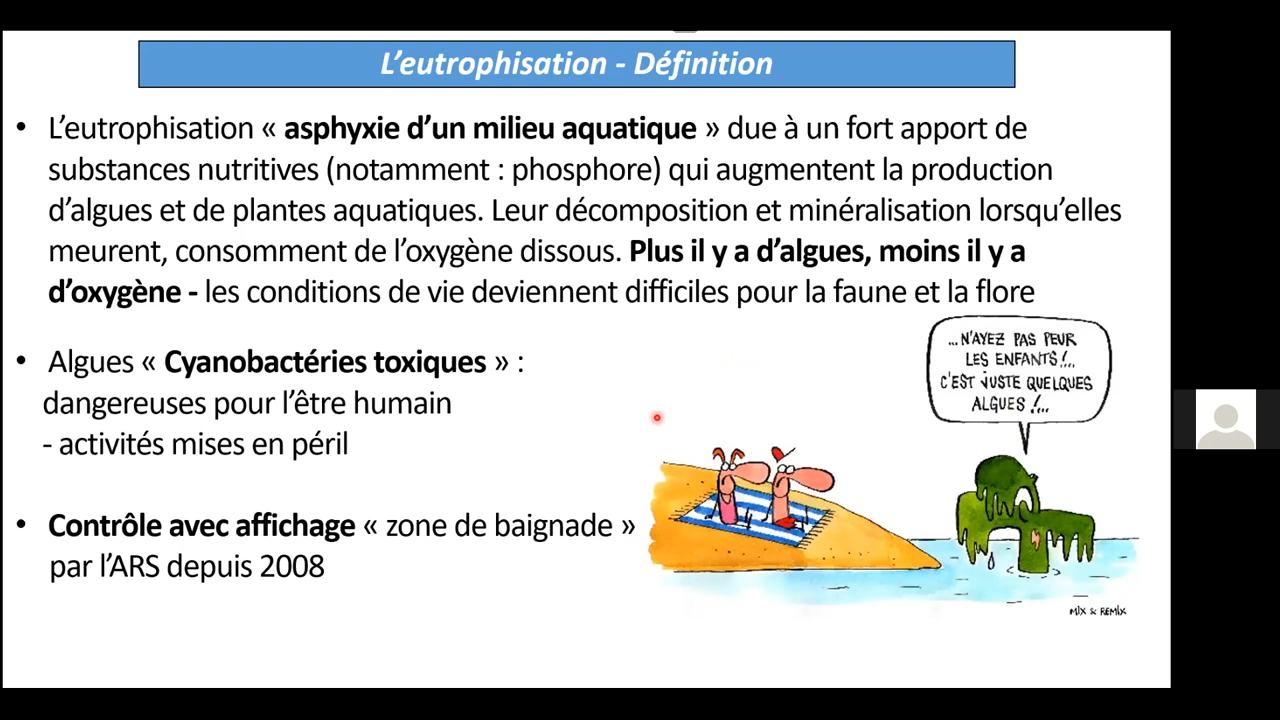 L'eutrophisation - Définition
• L'eutrophisation « asphyxie d'un milieu aquatique » due à un fort apport de
substances nutritives (notamment : phosphore) qui augmentent la production
d'algues et de plantes aquatiques. Leur décomposition et minéralisation lorsqu'elles
meurent, consomment de l'oxygène dissous. Plus il y a d'algues, moins il y a
d'oxygène - les conditions de vie deviennent difficiles pour la faune et la flore
• Algues « Cyanobactéries toxiques » :
dangereuses pour l'être humain
- activités mises en péril
• Contrôle avec affichage « zone de baignade »
par l'ARS depuis 2008
...N'AYEZ PAS PEUR
LES ENFANTS !...
C'EST JUSTE QUELQUES
ALGUES !...
MIX & REMIX